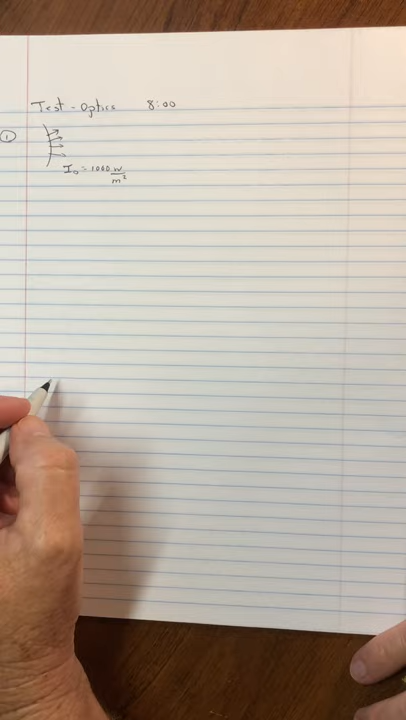 Test - Optics 8:00
①
I₀ = 1000 W/m²